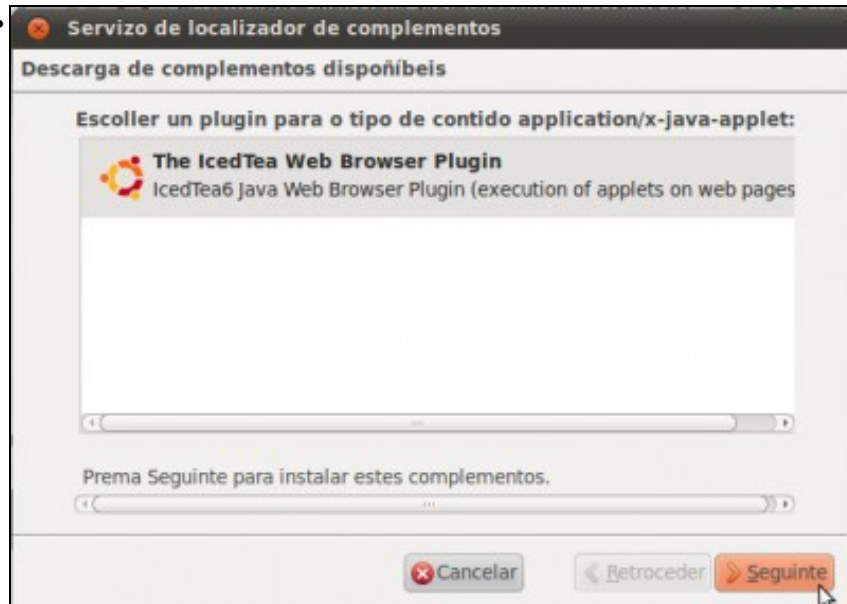 Servizo de localizador de complementos
Descarga de complementos dispoñíbeis
Escoller un plugin para o tipo de contido application/x-java-applet:
The IcedTea Web Browser Plugin
IcedTea6 Java Web Browser Plugin (execution of applets on web pages
Prema Seguinte para instalar estes complementos.
Cancelar Retroceder Seguinte